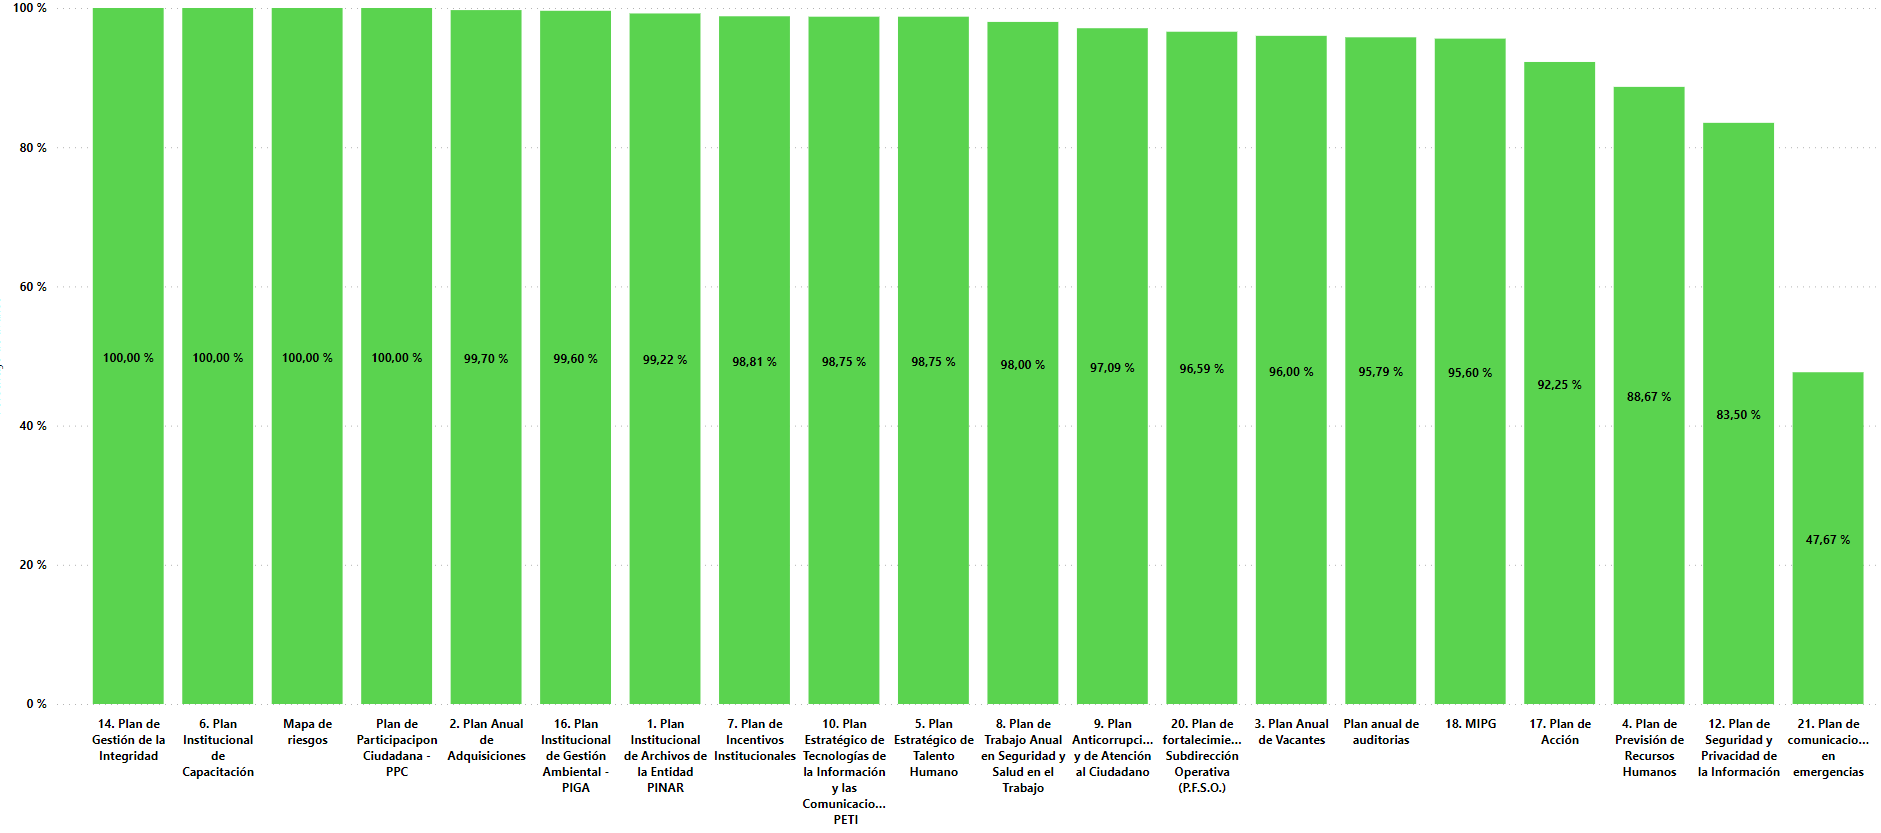 100 %
80 %
60 %
40 %
20 %
0 %
100,00 %
100,00 %
100,00 %
100,00 %
99,70 %
99,60 %
99,22 %
98,81 %
98,75 %
98,75 %
98,00 %
97,09 %
96,59 %
96,00 %
95,79 %
95,60 %
92,25 %
88,67 %
83,50 %
47,67 %
14. Plan de
Gestión de la
Integridad
6. Plan
Institucional
de
Capacitación
Mapa de
riesgos
Plan de
Participacipon
Ciudadana -
PPC
2. Plan Anual
de
Adquisiciones
16. Plan
Institucional
de Gestión
Ambiental -
PIGA
1. Plan
Institucional
de Archivos de
la Entidad
PINAR
7. Plan de
Incentivos
Institucionales
10. Plan
Estratégico de
Tecnologías de
la Información
y las
Comunicacio...
PETI
5. Plan
Estratégico de
Talento
Humano
8. Plan de
Trabajo Anual
en Seguridad y
Salud en el
Trabajo
9. Plan
Anticorrupci...
y de Atención
al Ciudadano
20. Plan de
fortalecimie...
Subdirección
Operativa
(P.F.S.O.)
3. Plan Anual
de Vacantes
Plan anual de
auditorias
18. MIPG
17. Plan de
Acción
4. Plan de
Previsión de
Recursos
Humanos
12. Plan de
Seguridad y
Privacidad de
la Información
21. Plan de
comunicacio...
en
emergencias